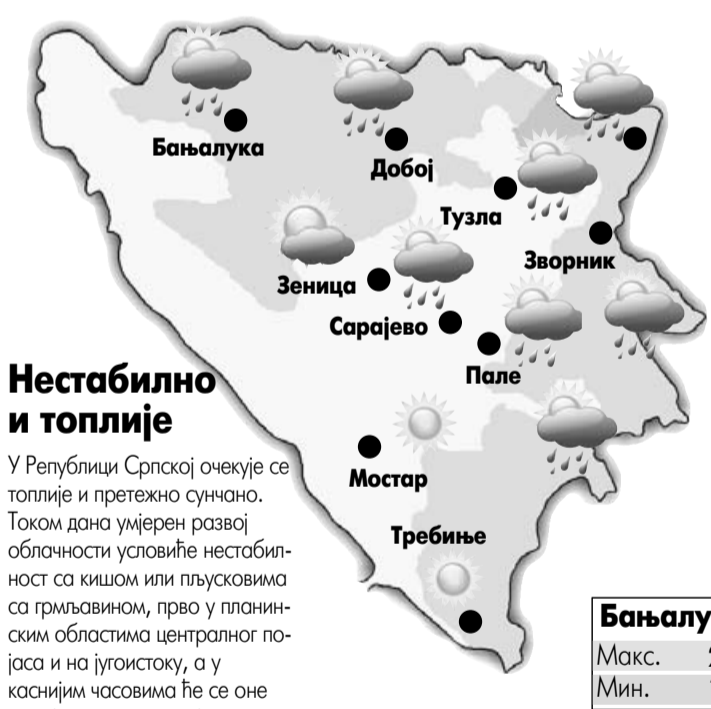 Бањалука
Добој
Тузла
Зворник
Зеница
Сарајево
Пале
Мостар
Требиње
Нестабилно
и топлије
У Републици Српској очекује се
топлије и претежно сунчано.
Током дана умјерен развој
облачности условиће нестабил-
ност са кишом или пљусковима
са грмљавином, прво у планин-
ским областима централног по-
јаса и на југоистоку, а у
каснијим часовима ће се оне
Макс.
Мин.